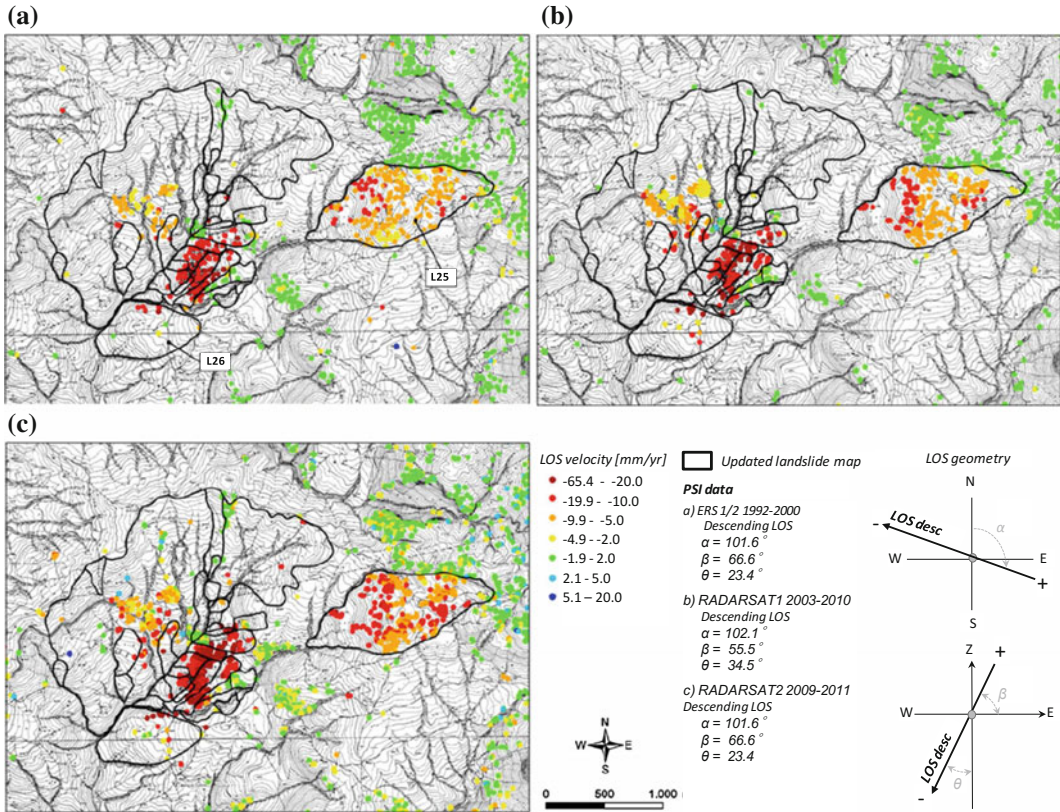 (a)
(b)
L25
L26
(c)
LOS velocity [mm/yr]
-65.4 - -20.0
-19.9 - -10.0
-9.9 - -5.0
-4.9 - -2.0
-1.9 - 2.0
2.1 - 5.0
5.1 – 20.0
Updated landslide map
PSI data
a) ERS 1/2 1992-2000
Descending LOS
α = 101.6 °
β = 66.6 °
θ = 23.4 °
b) RADARSAT1 2003-2010
Descending LOS
α = 102.1 °
β = 55.5 °
θ = 34.5 °
c) RADARSAT2 2009-2011
Descending LOS
α = 101.6 °
β = 66.6 °
θ = 23.4
LOS geometry
N
- LOS desc α
W E
+
S
Z +
β
W E
LOS desc
θ
-
N
W E
S
0 500 1.000